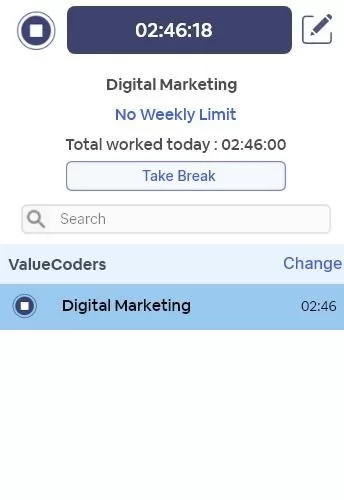 02:46:18
Digital Marketing
No Weekly Limit
Total worked today : 02:46:00
Take Break
Search
ValueCoders Change
Digital Marketing 02:46